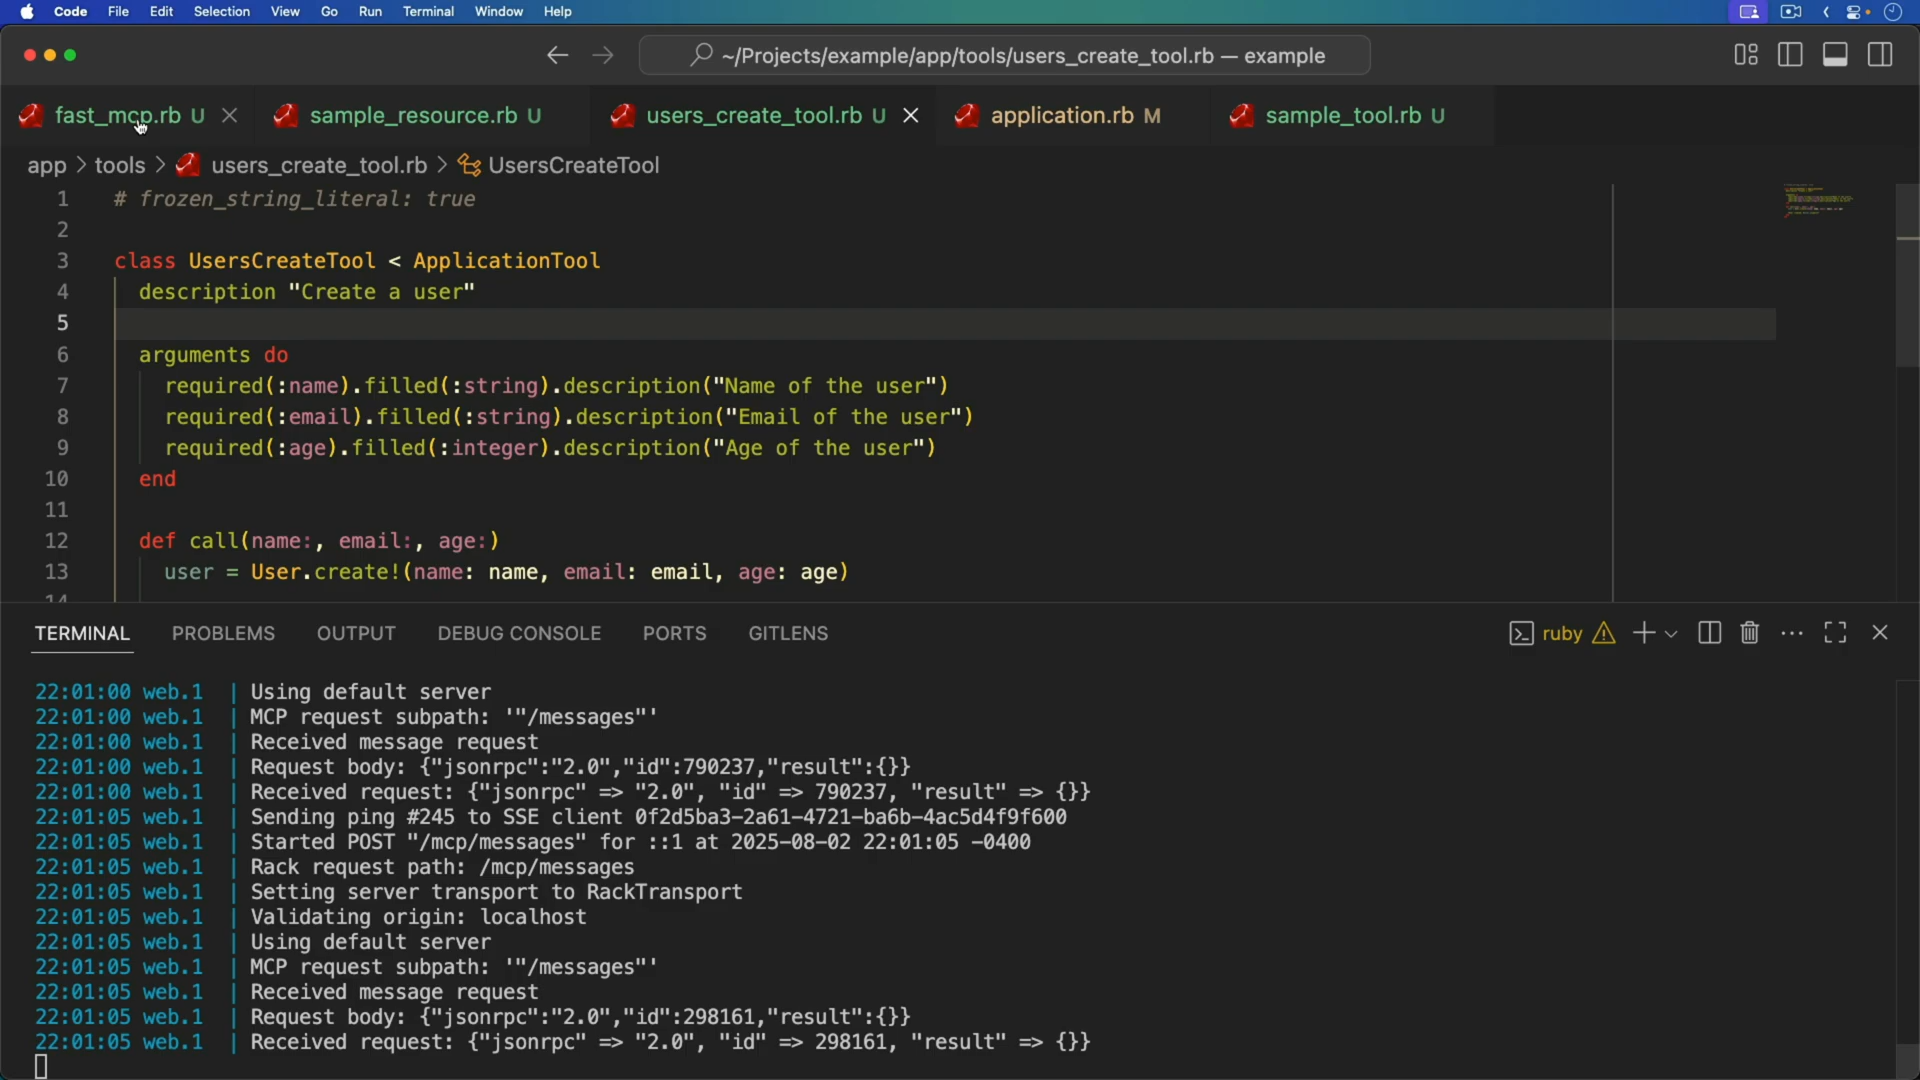 Code File Edit Selection View Go Run Terminal Window Help
~/Projects/example/app/tools/users_create_tool.rb — example
fast_mcp.rb U
sample_resource.rb U
users_create_tool.rb U
application.rb M
sample_tool.rb U
app > tools > users_create_tool.rb > UsersCreateTool
1 # frozen_string_literal: true
2
3 class UsersCreateTool < ApplicationTool
4 description "Create a user"
5
6 arguments do
7 required(:name).filled(:string).description("Name of the user")
8 required(:email).filled(:string).description("Email of the user")
9 required(:age).filled(:integer).description("Age of the user")
10 end
11
12 def call(name:, email:, age:)
13 user = User.create!(name: name, email: email, age: age)
14
TERMINAL PROBLEMS OUTPUT DEBUG CONSOLE PORTS GITLENS
ruby
22:01:00 web.1 | Using default server
22:01:00 web.1 | MCP request subpath: '"/messages"'
22:01:00 web.1 | Received message request
22:01:00 web.1 | Request body: {"jsonrpc":"2.0","id":790237,"result":{}}
22:01:00 web.1 | Received request: {"jsonrpc" => "2.0", "id" => 790237, "result" => {}}
22:01:05 web.1 | Sending ping #245 to SSE client 0f2d5ba3-2a61-4721-ba6b-4ac5d4f9f600
22:01:05 web.1 | Started POST "/mcp/messages" for ::1 at 2025-08-02 22:01:05 -0400
22:01:05 web.1 | Rack request path: /mcp/messages
22:01:05 web.1 | Setting server transport to RackTransport
22:01:05 web.1 | Validating origin: localhost
22:01:05 web.1 | Using default server
22:01:05 web.1 | MCP request subpath: '"/messages"'
22:01:05 web.1 | Received message request
22:01:05 web.1 | Request body: {"jsonrpc":"2.0","id":298161,"result":{}}
22:01:05 web.1 | Received request: {"jsonrpc" => "2.0", "id" => 298161, "result" => {}}